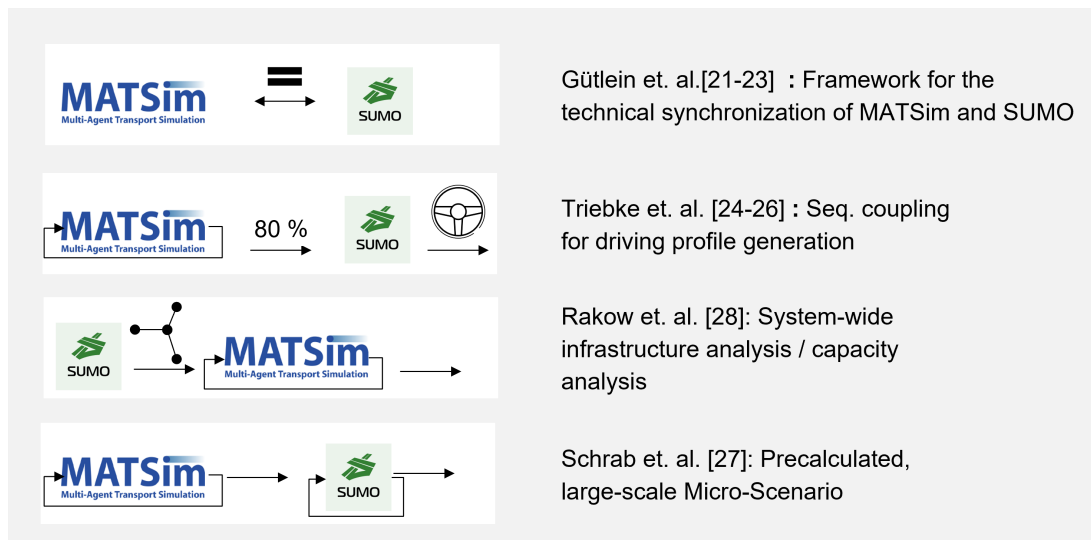 MATSim
Multi-Agent Transport Simulation
SUMO
Gütlein et. al.[21-23] : Framework for the
technical synchronization of MATSim and SUMO
MATSim
Multi-Agent Transport Simulation
80 %
SUMO
Triebke et. al. [24-26] : Seq. coupling
for driving profile generation
SUMO
MATSim
Multi-Agent Transport Simulation
Rakow et. al. [28]: System-wide
infrastructure analysis / capacity
analysis
MATSim
Multi-Agent Transport Simulation
SUMO
Schrab et. al. [27]: Precalculated,
large-scale Micro-Scenario